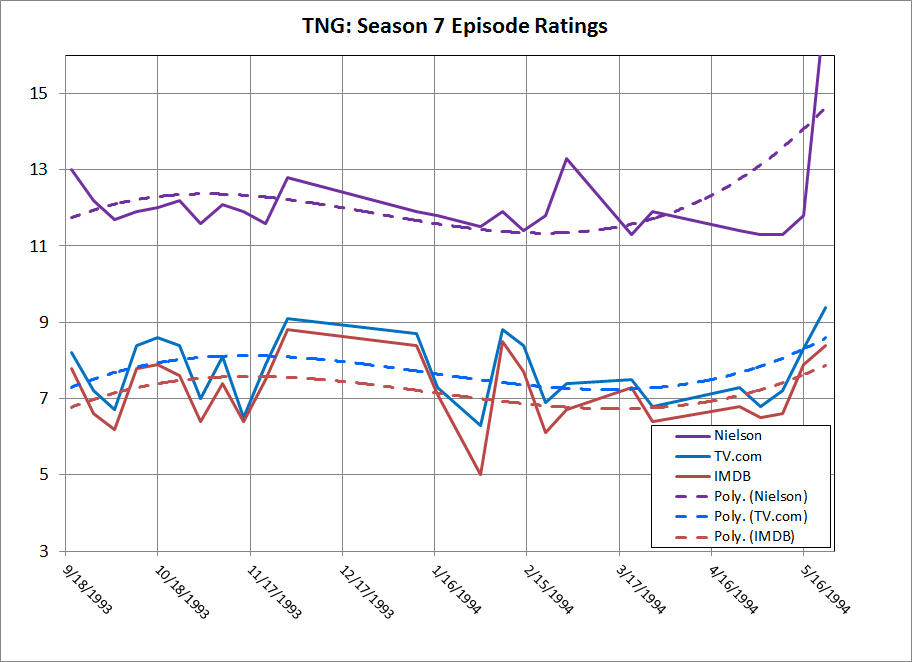 TNG: Season 7 Episode Ratings
15
13
11
9
7
5
3
Nielson
TV.com
IMDB
Poly. (Nielson)
Poly. (TV.com)
Poly. (IMDB)
9/18/1993
10/18/1993
11/17/1993
12/17/1993
1/16/1994
2/15/1994
3/17/1994
4/16/1994
5/16/1994